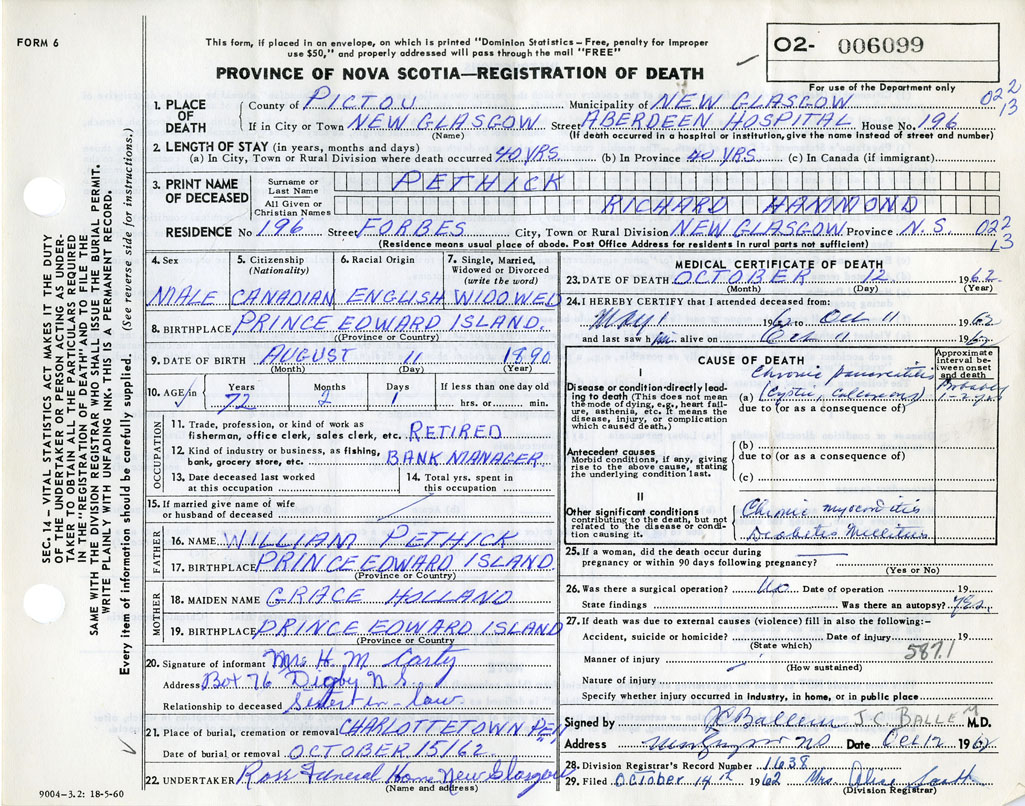 FORM 6
This form, if placed in an envelope, on which is printed "Dominion Statistics—Free, penalty for improper
use $50," and properly addressed will pass through the mail "FREE"
PROVINCE OF NOVA SCOTIA—REGISTRATION OF DEATH
02- 006099
For use of the Department only
022
13
1. PLACE OF DEATH County of PICTOU Municipality of NEW GLASGOW
If in City or Town NEW GLASGOW Street ABERDEEN HOSPITAL House No. 196
(Name) (If death occurred in a hospital or institution, give the name instead of street and number)
2. LENGTH OF STAY (in years, months and days)
(a) In City, Town or Rural Division where death occurred 40 YRS. (b) In Province 40 YRS. (c) In Canada (if immigrant)
3. PRINT NAME OF DECEASED Surname or Last Name PETHICK
All Given or Christian Names RICHARD HAMMOND
RESIDENCE No 196 Street FORBES City, Town or Rural Division NEW GLASGOW Province N.S. 022
13
(Residence means usual place of abode. Post Office Address for residents in rural parts not sufficient)
4. Sex MALE
5. Citizenship (Nationality) CANADIAN
6. Racial Origin ENGLISH
7. Single, Married, Widowed or Divorced (write the word) WIDOWED
8. BIRTHPLACE PRINCE EDWARD ISLAND.
(Province or Country)
9. DATE OF BIRTH AUGUST 11 1890
(Month) (Day) (Year)
10. AGE in Years 72 Months 2 Days 1 If less than one day old
hrs. or min.
OCCUPATION
11. Trade, profession, or kind of work as
fisherman, office clerk, sales clerk, etc. RETIRED
12. Kind of industry or business, as fishing,
bank, grocery store, etc. BANK MANAGER
13. Date deceased last worked
at this occupation
14. Total yrs. spent in
this occupation
15. If married give name of wife
or husband of deceased
FATHER
16. NAME WILLIAM PETHICK
17. BIRTHPLACE PRINCE EDWARD ISLAND.
(Province or Country)
MOTHER
18. MAIDEN NAME GRACE HOLLAND
19. BIRTHPLACE PRINCE EDWARD ISLAND
(Province or Country)
20. Signature of informant Mrs H. M. Carty
Address Box 76 Digby N.S.
Relationship to deceased Sister in-law
21. Place of burial, cremation or removal CHARLOTTETOWN PEI
Date of burial or removal OCTOBER 15/62
22. UNDERTAKER Ross Funeral Home New Glasgow
(Name and address)
MEDICAL CERTIFICATE OF DEATH
23. DATE OF DEATH OCTOBER 12 1962
(Month) (Day) (Year)
24. I HEREBY CERTIFY that I attended deceased from:
May 1 1962 to Oct 11 1962
and last saw him alive on Oct 11 1962
CAUSE OF DEATH
Approximate interval between onset and death
I
Disease or condition directly leading to death (This does not mean
the mode of dying, e.g., heart failure, asthenia, etc. It means the
disease, injury, or complication
which caused death.)
Chronic pancreatitis
(a) Cystic, calcareous
Probably
1-2 yrs
due to (or as a consequence of)
Antecedent causes
Morbid conditions, if any, giving
rise to the above cause, stating
the underlying condition last.
(b)
due to (or as a consequence of)
(c)
II
Other significant conditions
contributing to the death, but not
related to the disease or condition causing it.
Chronic myocarditis
Diabetes Mellitus
25. If a woman, did the death occur during
pregnancy or within 90 days following pregnancy?
(Yes or No)
26. Was there a surgical operation? No Date of operation 19
State findings Was there an autopsy? Yes.
27. If death was due to external causes (violence) fill in also the following:-
Accident, suicide or homicide? Date of injury 19
(State which)
587.1
Manner of injury
(How sustained)
Nature of injury
Specify whether injury occurred in industry, in home, or in public place
Signed by J C Ballem J.C. BALLEM M.D.
Address New Glasgow NS Date Oct 12 1962
28. Division Registrar's Record Number 1638
29. Filed October 14th 1962 Mrs. Alice
(Division Registrar)
SEC. 14 – VITAL STATISTICS ACT MAKES IT THE DUTY
OF THE UNDERTAKER OR PERSON ACTING AS UNDER-
TAKER TO OBTAIN ALL THE PARTICULARS REQUIRED
IN THE "REGISTRATION OF DEATH" AND TO FILE THE
SAME WITH THE DIVISION REGISTRAR WHO SHALL ISSUE THE BURIAL PERMIT.
WRITE PLAINLY WITH UNFADING INK. THIS IS A PERMANENT RECORD.
Every item of information should be carefully supplied. (See reverse side for instructions.)
9004-3.2: 18-5-60